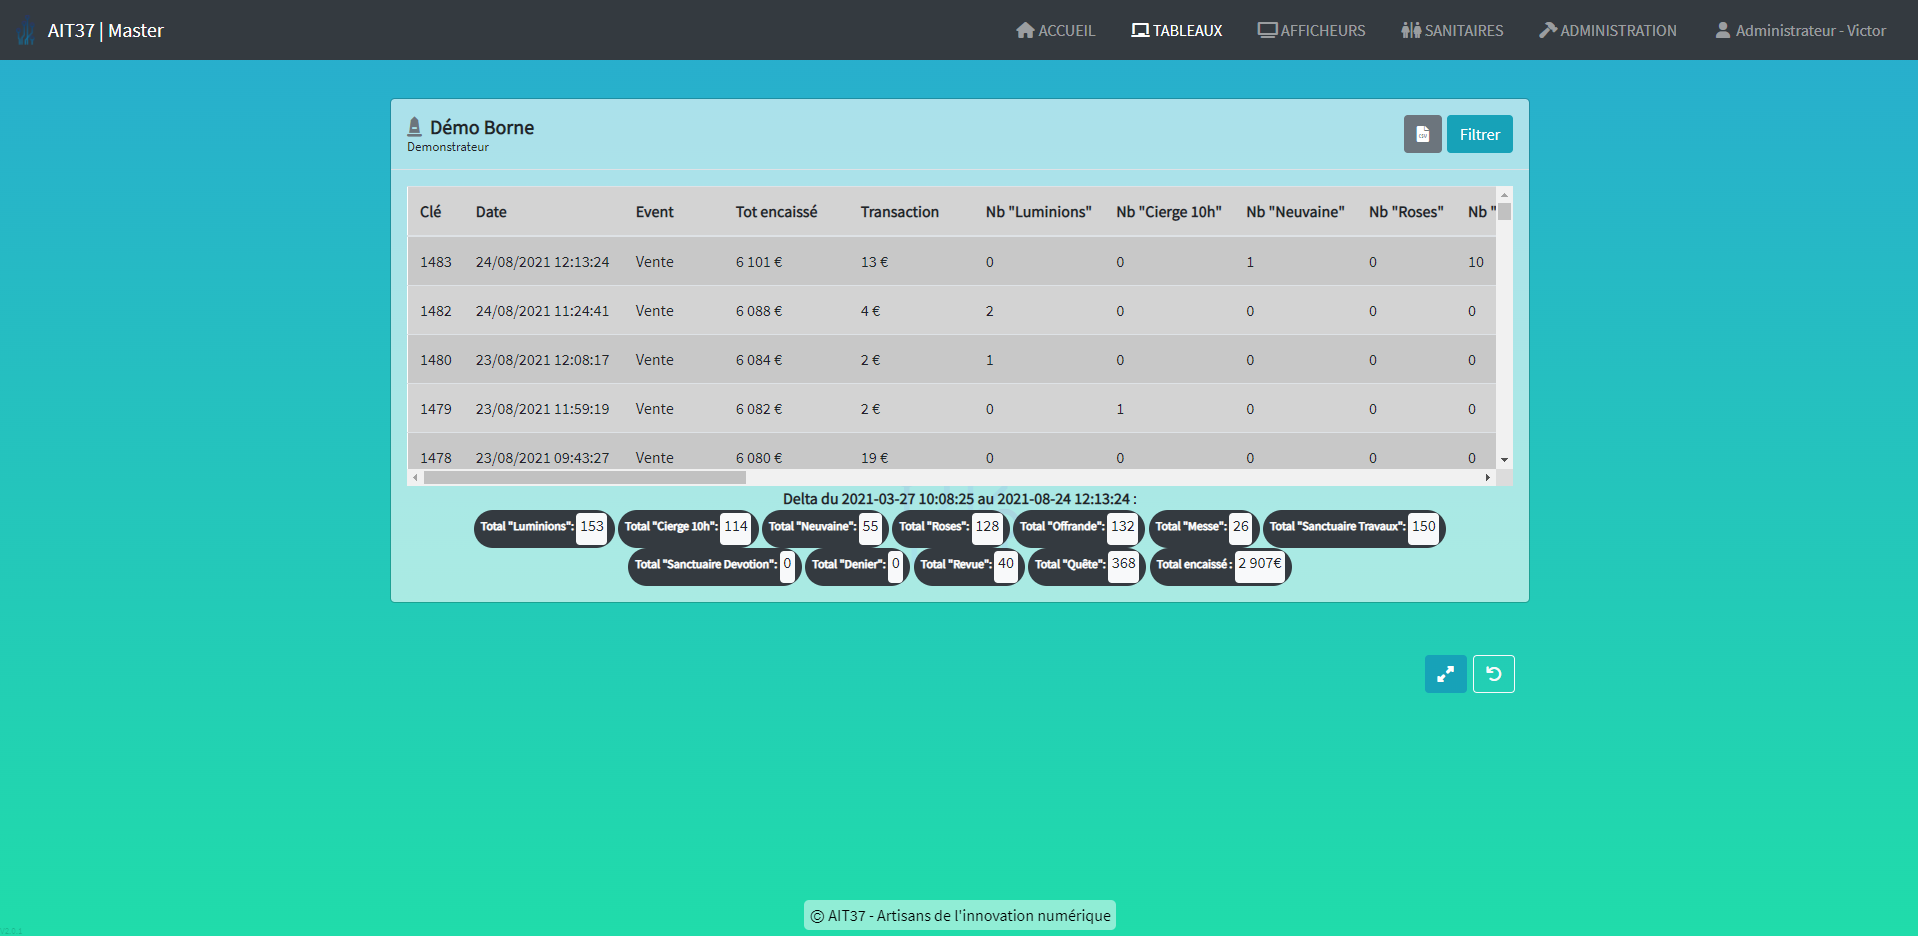 AIT37 | Master
ACCUEIL
TABLEAUX
AFFICHEURS
SANITAIRES
ADMINISTRATION
Administrateur - Victor
Démo Borne
Demonstrateur
CSV
Filtrer
Clé Date Event Tot encaissé Transaction Nb "Luminions" Nb "Cierge 10h" Nb "Neuvaine" Nb "Roses" Nb "
1483 24/08/2021 12:13:24 Vente 6 101 € 13 € 0 0 1 0 10
1482 24/08/2021 11:24:41 Vente 6 088 € 4 € 2 0 0 0 0
1480 23/08/2021 12:08:17 Vente 6 084 € 2 € 1 0 0 0 0
1479 23/08/2021 11:59:19 Vente 6 082 € 2 € 0 1 0 0 0
1478 23/08/2021 09:43:27 Vente 6 080 € 19 € 0 0 0 0 0
Delta du 2021-03-27 10:08:25 au 2021-08-24 12:13:24 :
Total "Luminions": 153 Total "Cierge 10h": 114 Total "Neuvaine": 55 Total "Roses": 128 Total "Offrande": 132 Total "Messe": 26 Total "Sanctuaire Travaux": 150
Total "Sanctuaire Devotion": 0 Total "Denier": 0 Total "Revue": 40 Total "Quête": 368 Total encaissé : 2 907€
© AIT37 - Artisans de l'innovation numérique